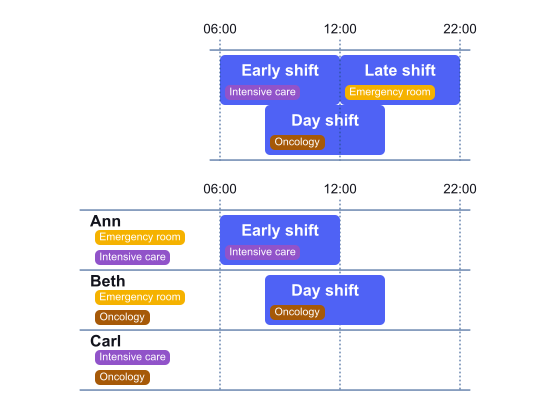 06:00 12:00 22:00
Early shift Late shift
Intensive care Emergency room
Day shift
Oncology
06:00 12:00 22:00
Ann
Emergency room Early shift
Intensive care Intensive care
Beth
Emergency room Day shift
Oncology Oncology
Carl
Intensive care
Oncology